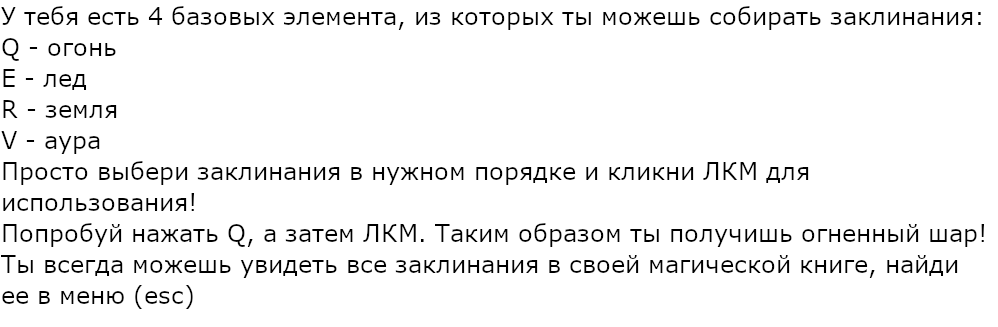 У тебя есть 4 базовых элемента, из которых ты можешь собирать заклинания:
Q - огонь
E - лед
R - земля
V - аура
Просто выбери заклинания в нужном порядке и кликни ЛКМ для
использования!
Попробуй нажать Q, а затем ЛКМ. Таким образом ты получишь огненный шар!
Ты всегда можешь увидеть все заклинания в своей магической книге, найди
ее в меню (esc)